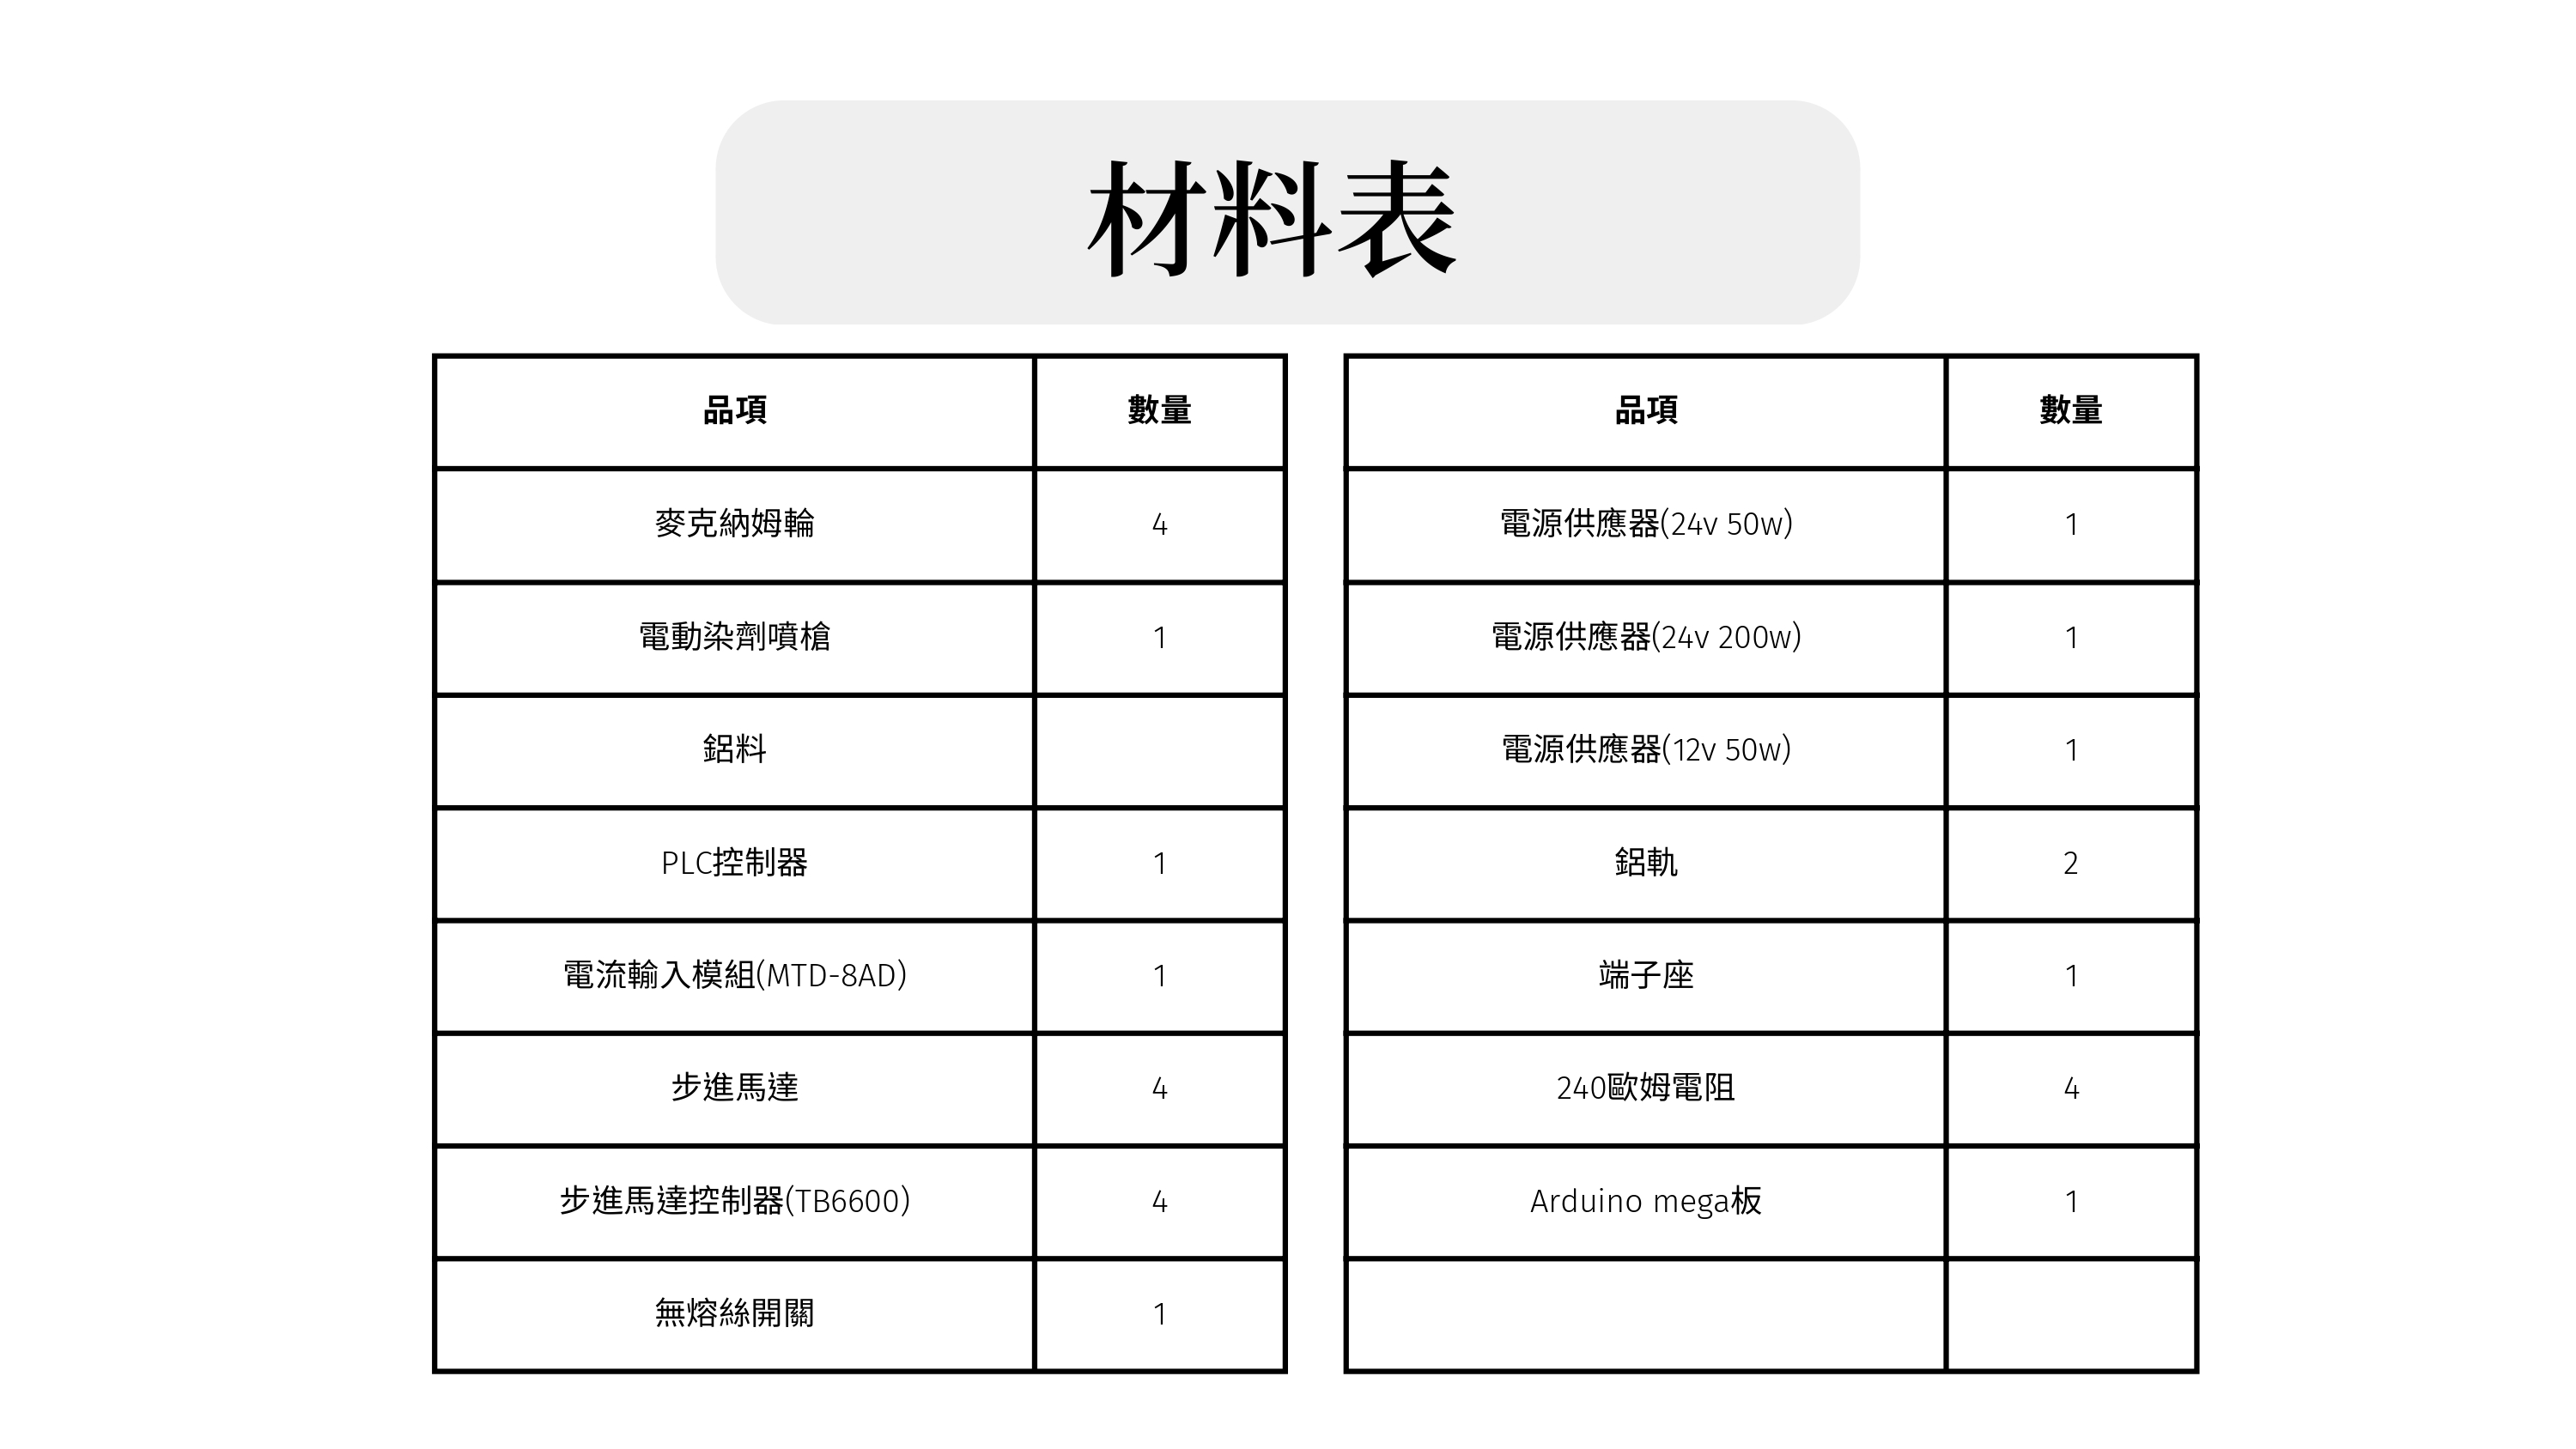 材料表
品項 數量
麥克納姆輪 4
電動染劑噴槍 1
鋁料
PLC控制器 1
電流輸入模組(MTD-8AD) 1
步進馬達 4
步進馬達控制器(TB6600) 4
無熔絲開關 1
品項 數量
電源供應器(24v 50w) 1
電源供應器(24v 200w) 1
電源供應器(12v 50w) 1
鋁軌 2
端子座 1
240歐姆電阻 4
Arduino mega板 1